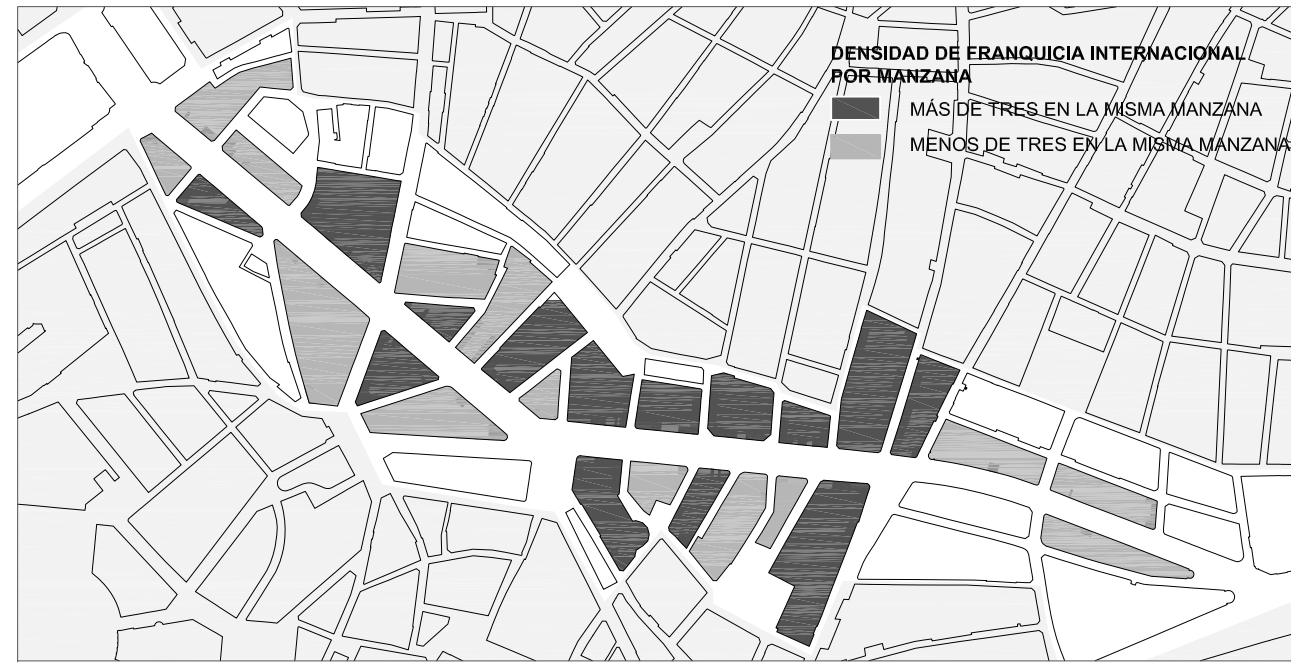 DENSIDAD DE FRANQUICIA INTERNACIONAL
POR MANZANA
MÁS DE TRES EN LA MISMA MANZANA
MENOS DE TRES EN LA MISMA MANZANA